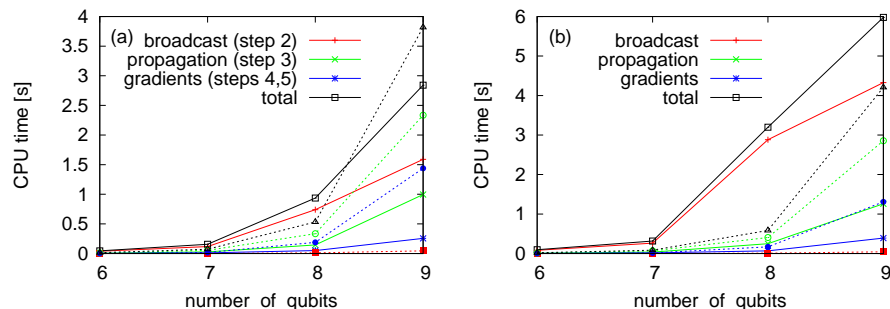 (a)
broadcast (step 2)
propagation (step 3)
gradients (steps 4,5)
total
CPU time [s]
4
3.5
3
2.5
2
1.5
1
0.5
0
6
7
8
9
number of qubits
(b)
broadcast
propagation
gradients
total
CPU time [s]
6
5
4
3
2
1
0
6
7
8
9
number of qubits